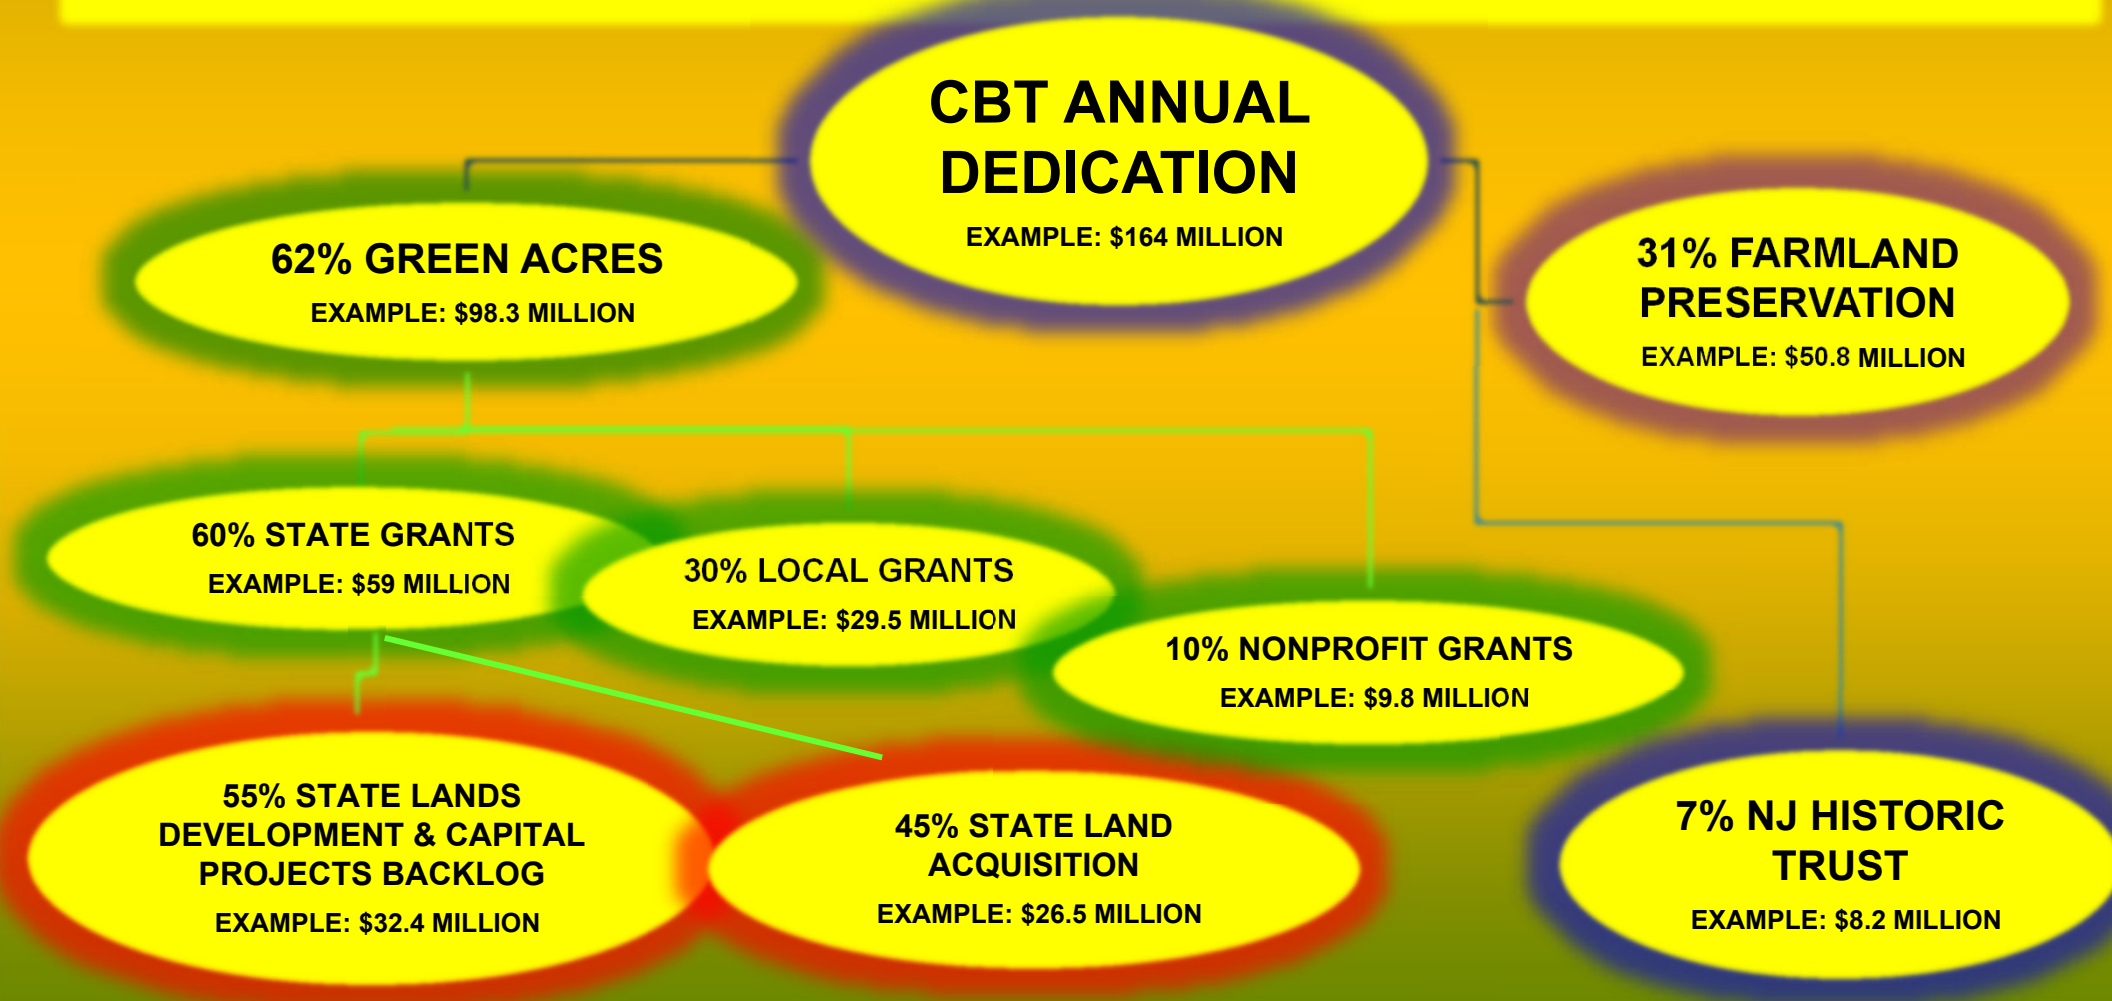 CBT ANNUAL
DEDICATION
EXAMPLE: $164 MILLION
62% GREEN ACRES
EXAMPLE: $98.3 MILLION
31% FARMLAND
PRESERVATION
EXAMPLE: $50.8 MILLION
60% STATE GRANTS
EXAMPLE: $59 MILLION
30% LOCAL GRANTS
EXAMPLE: $29.5 MILLION
10% NONPROFIT GRANTS
EXAMPLE: $9.8 MILLION
55% STATE LANDS
DEVELOPMENT & CAPITAL
PROJECTS BACKLOG
EXAMPLE: $32.4 MILLION
45% STATE LAND
ACQUISITION
EXAMPLE: $26.5 MILLION
7% NJ HISTORIC
TRUST
EXAMPLE: $8.2 MILLION